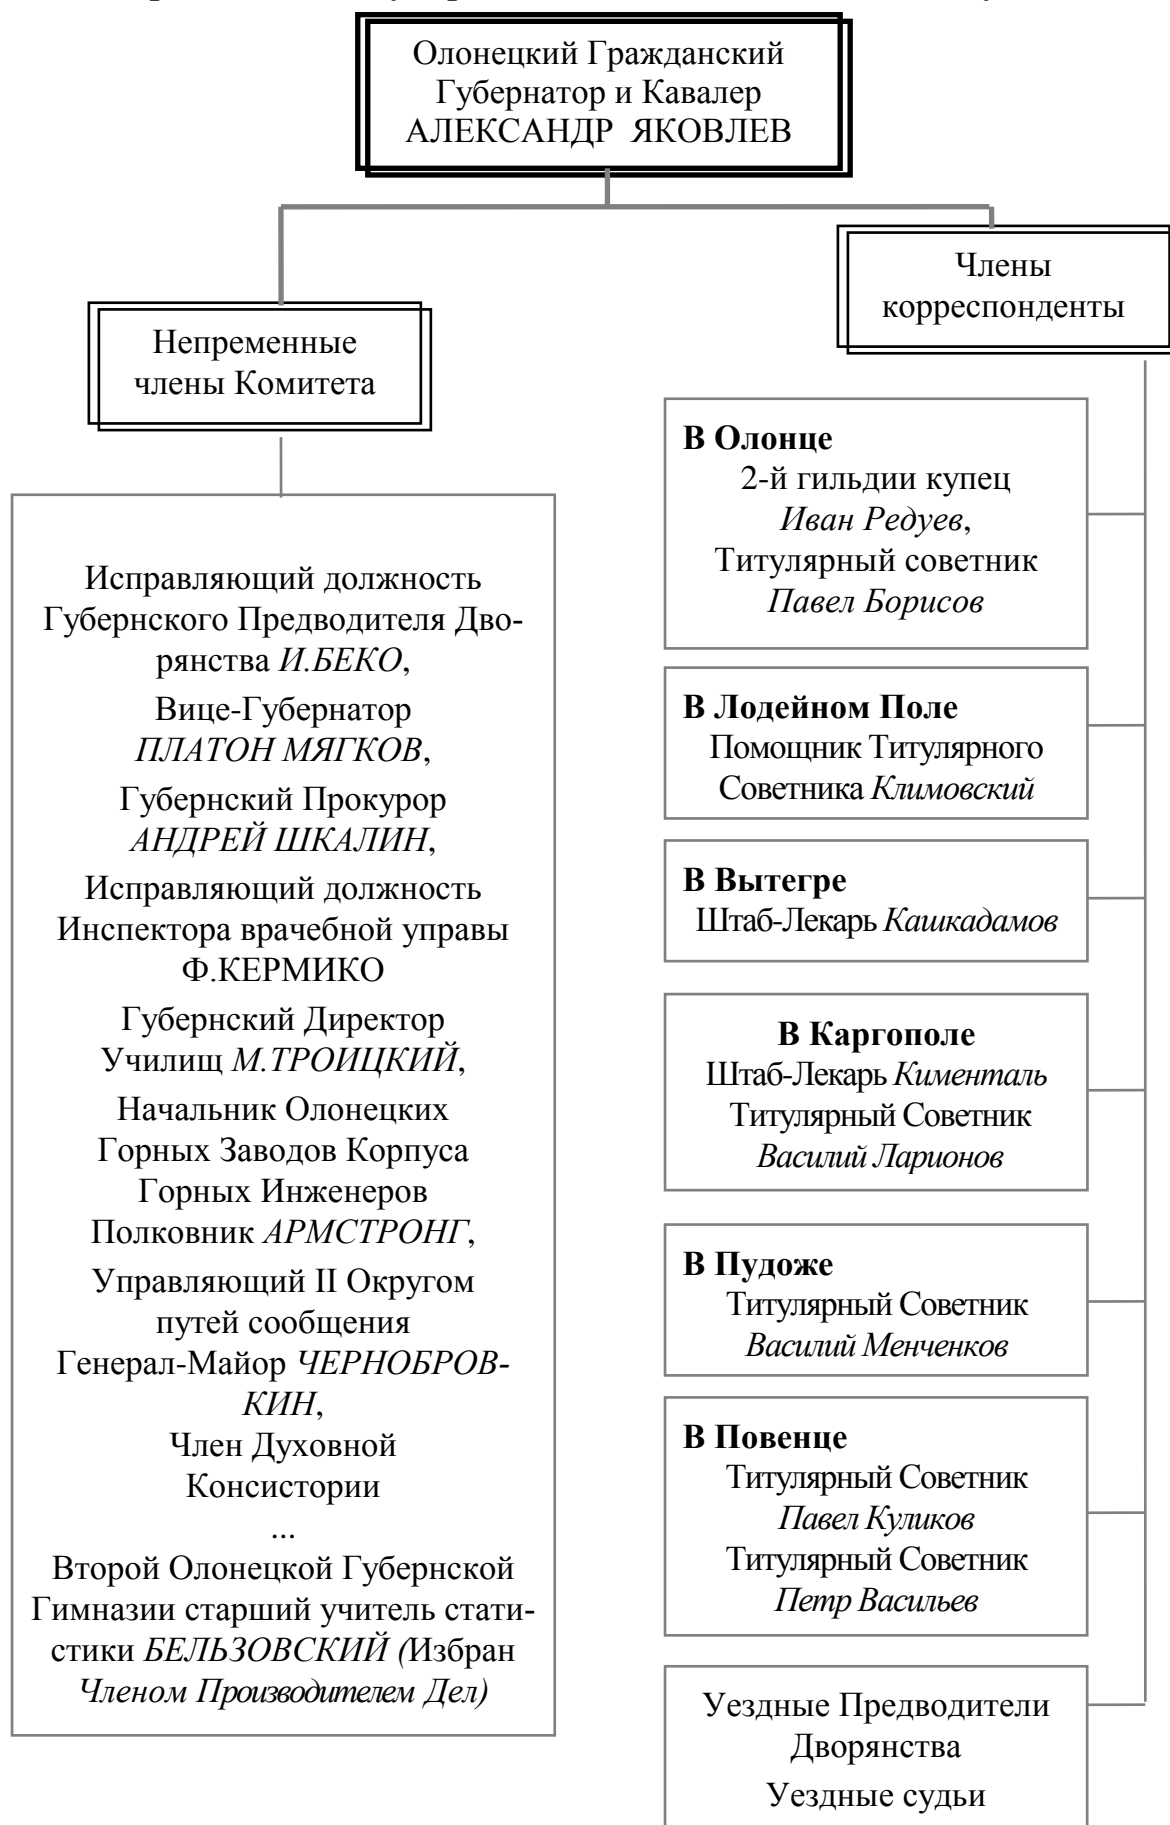 Олонецкий Гражданский
Губернатор и Кавалер
АЛЕКСАНДР ЯКОВЛЕВ
Непременные
члены Комитета
Исправляющий должность
Губернского Предводителя Дво-
рянства И.БЕКО,
Вице-Губернатор
ПЛАТОН МЯГКОВ,
Губернский Прокурор
АНДРЕЙ ШКАЛИН,
Исправляющий должность
Инспектора врачебной управы
Ф.КЕРМИКО
Губернский Директор
Училищ М.ТРОИЦКИЙ,
Начальник Олонецких
Горных Заводов Корпуса
Горных Инженеров
Полковник АРМСТРОНГ,
Управляющий II Округом
путей сообщения
Генерал-Майор ЧЕРНОБРОВ-
КИН,
Член Духовной
Консистории
...
Второй Олонецкой Губернской
Гимназии старший учитель стати-
стики БЕЛЬЗОВСКИЙ (Избран
Членом Производителем Дел)
Члены
корреспонденты
В Олонце
2-й гильдии купец
Иван Редуев,
Титулярный советник
Павел Борисов
В Лодейном Поле
Помощник Титулярного
Советника Климовский
В Вытегре
Штаб-Лекарь Кашкадамов
В Каргополе
Штаб-Лекарь Кименталь
Титулярный Советник
Василий Ларионов
В Пудоже
Титулярный Советник
Василий Менченков
В Повенце
Титулярный Советник
Павел Куликов
Титулярный Советник
Петр Васильев
Уездные Предводители
Дворянства
Уездные судьи